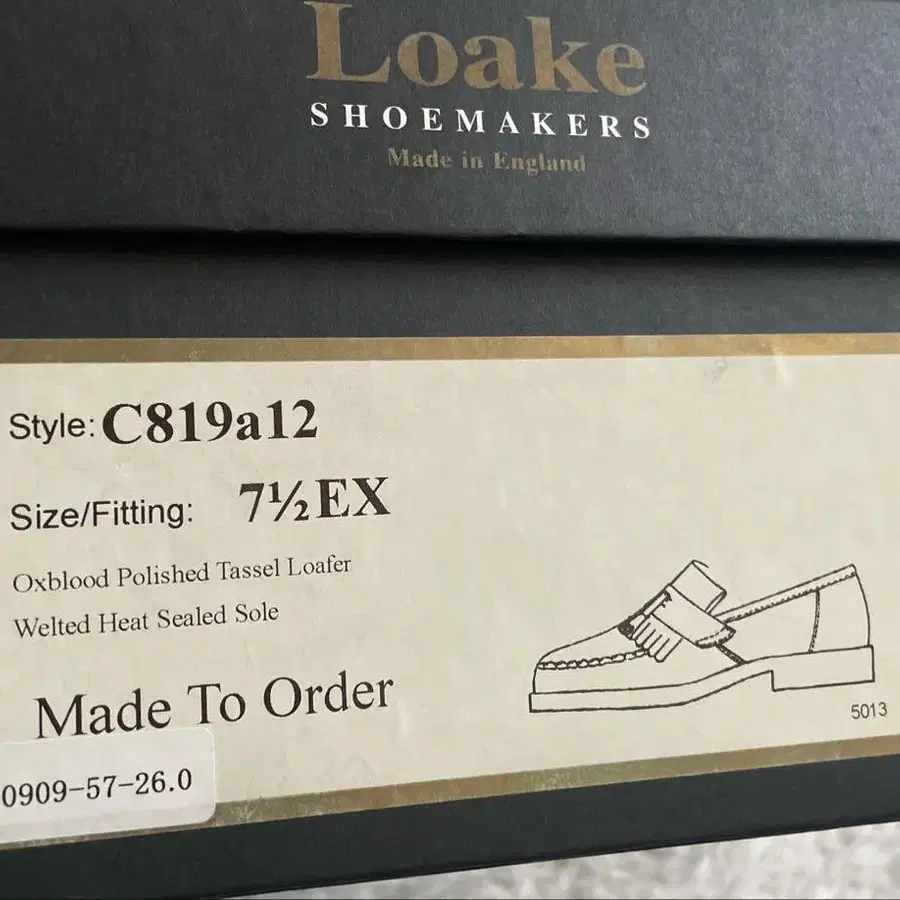 Loake
SHOEMAKERS
Made in England
Style: C819a12
Size/Fitting: 7½EX
Oxblood Polished Tassel Loafer
Welted Heat Sealed Sole
Made To Order
5013
0909-57-26.0